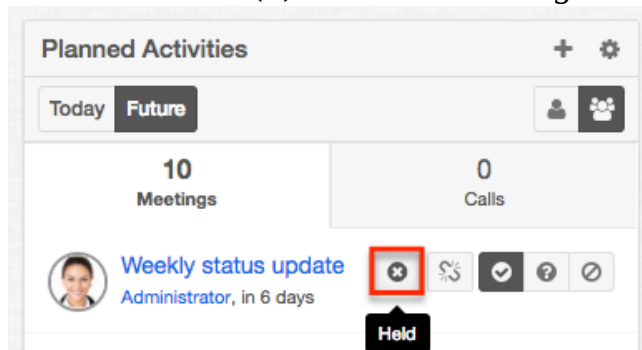 Planned Activities
Today Future
10
Meetings
0
Calls
Weekly status update
Administrator, in 6 days
Held